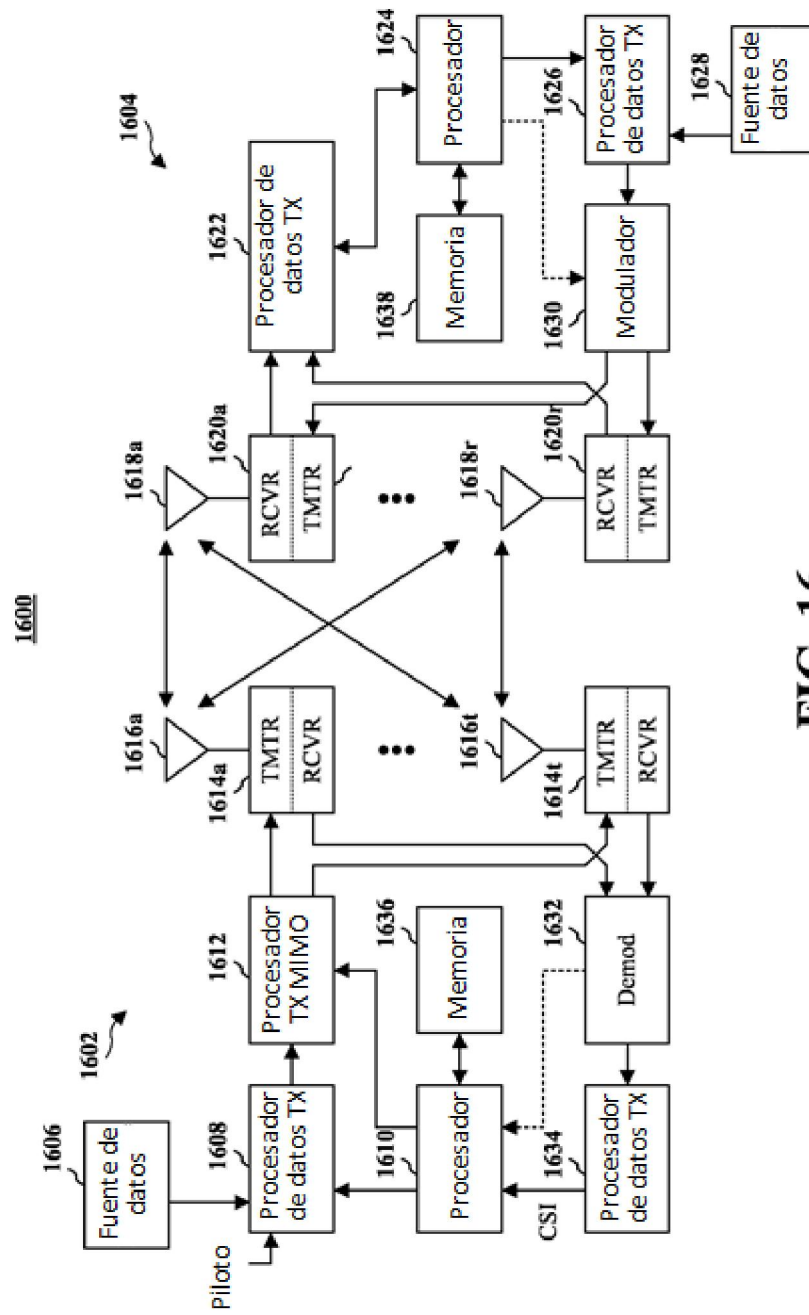 1600
1602
1604
1606
Fuente de
datos
Piloto
1608
Procesador
de datos TX
1612
Procesador
TX MIMO
1614a
TMTR
RCVR
1616a
1618a
1620a
RCVR
TMTR
1622
Procesador de
datos TX
1610
Procesador
1636
Memoria
1638
Memoria
1624
Procesador
CSI
1634
Procesador
de datos TX
1632
Demod
1614t
TMTR
RCVR
1616t
1618r
1620r
RCVR
TMTR
1630
Modulador
1626
Procesador
de datos TX
1628
Fuente de
datos
FIG. 16